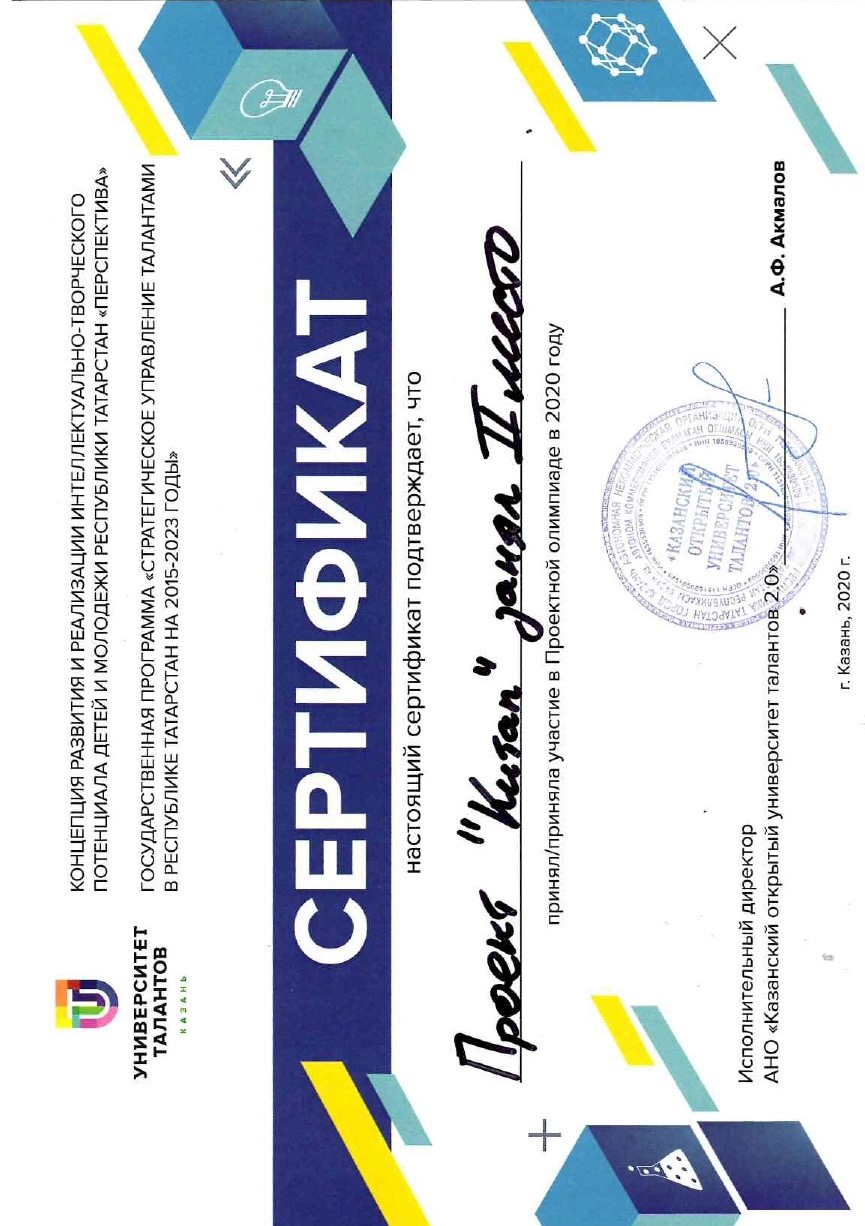 КОНЦЕПЦИЯ РАЗВИТИЯ И РЕАЛИЗАЦИИ ИНТЕЛЛЕКТУАЛЬНО-ТВОРЧЕСКОГО
ПОТЕНЦИАЛА ДЕТЕЙ И МОЛОДЕЖИ РЕСПУБЛИКИ ТАТАРСТАН «ПЕРСПЕКТИВА»
УНИВЕРСИТЕТ
ТАЛАНТОВ
КАЗАНЬ
ГОСУДАРСТВЕННАЯ ПРОГРАММА «СТРАТЕГИЧЕСКОЕ УПРАВЛЕНИЕ ТАЛАНТАМИ
В РЕСПУБЛИКЕ ТАТАРСТАН НА 2015-2023 ГОДЫ»
СЕРТИФИКАТ
настоящий сертификат подтверждает, что
Проект "Китап" занял II место
принял/приняла участие в Проектной олимпиаде в 2020 году
«КАЗАНСКИЙ
ОТКРЫТЫЙ
УНИВЕРСИТЕТ
ТАЛАНТОВ 2.0»
Исполнительный директор
АНО «Казанский открытый университет талантов 2.0»
А.Ф. Акмалов
г. Казань, 2020 г.